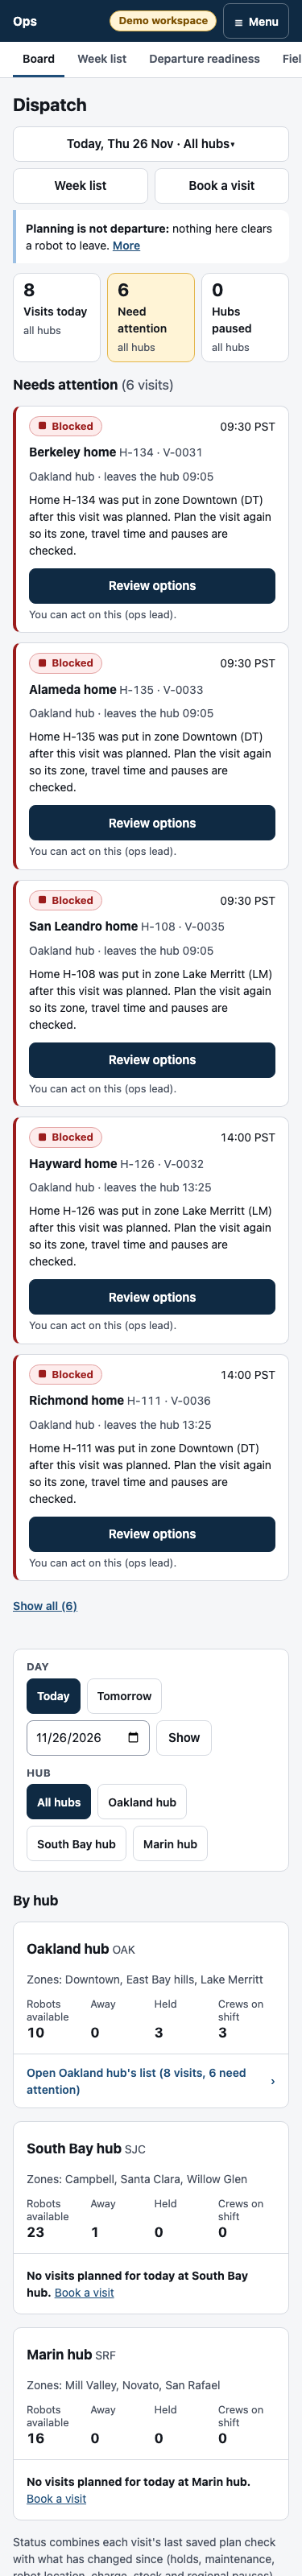 Ops
Demo workspace
≡ Menu
Board Week list Departure readiness Fiel
Dispatch
Today, Thu 26 Nov · All hubs▾
Week list
Book a visit
Planning is not departure: nothing here clears
a robot to leave. More
8
Visits today
all hubs
6
Need
attention
all hubs
0
Hubs
paused
all hubs
Needs attention (6 visits)
Blocked 09:30 PST
Berkeley home H-134 · V-0031
Oakland hub · leaves the hub 09:05
Home H-134 was put in zone Downtown (DT)
after this visit was planned. Plan the visit again
so its zone, travel time and pauses are
checked.
Review options
You can act on this (ops lead).
Blocked 09:30 PST
Alameda home H-135 · V-0033
Oakland hub · leaves the hub 09:05
Home H-135 was put in zone Downtown (DT)
after this visit was planned. Plan the visit again
so its zone, travel time and pauses are
checked.
Review options
You can act on this (ops lead).
Blocked 09:30 PST
San Leandro home H-108 · V-0035
Oakland hub · leaves the hub 09:05
Home H-108 was put in zone Lake Merritt (LM)
after this visit was planned. Plan the visit again
so its zone, travel time and pauses are
checked.
Review options
You can act on this (ops lead).
Blocked 14:00 PST
Hayward home H-126 · V-0032
Oakland hub · leaves the hub 13:25
Home H-126 was put in zone Lake Merritt (LM)
after this visit was planned. Plan the visit again
so its zone, travel time and pauses are
checked.
Review options
You can act on this (ops lead).
Blocked 14:00 PST
Richmond home H-111 · V-0036
Oakland hub · leaves the hub 13:25
Home H-111 was put in zone Downtown (DT)
after this visit was planned. Plan the visit again
so its zone, travel time and pauses are
checked.
Review options
You can act on this (ops lead).
Show all (6)
DAY
Today Tomorrow
11/26/2026 Show
HUB
All hubs Oakland hub
South Bay hub Marin hub
By hub
Oakland hub OAK
Zones: Downtown, East Bay hills, Lake Merritt
Robots available Away Held Crews on shift
10 0 3 3
Open Oakland hub's list (8 visits, 6 need
attention) ›
South Bay hub SJC
Zones: Campbell, Santa Clara, Willow Glen
Robots available Away Held Crews on shift
23 1 0 0
No visits planned for today at South Bay
hub. Book a visit
Marin hub SRF
Zones: Mill Valley, Novato, San Rafael
Robots available Away Held Crews on shift
16 0 0 0
No visits planned for today at Marin hub.
Book a visit
Status combines each visit's last saved plan check
with what has changed since (holds, maintenance,
robot location, charge, stock and regional pauses).